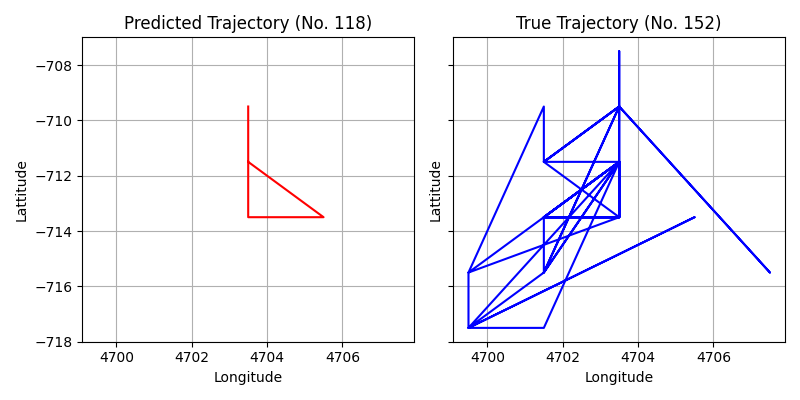 Predicted Trajectory (No. 118)
True Trajectory (No. 152)
−708
−710
−712
−714
−716
−718
Lattitude
Lattitude
4700 4702 4704 4706
4700 4702 4704 4706
Longitude
Longitude